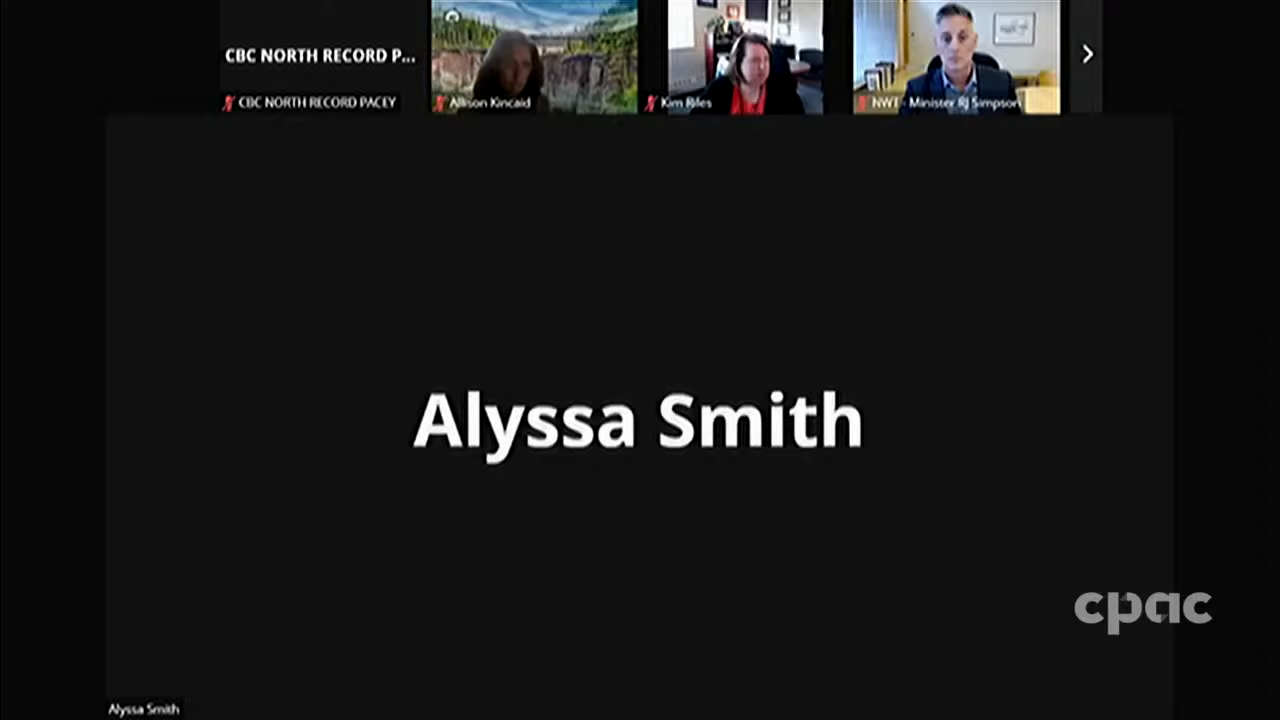 CBC NORTH RECORD P...
CBC NORTH RECORD PACEY
Allison Kincaid
Kim Riles
NWT - Minister RJ Simpson
Alyssa Smith
cpac
Alyssa Smith